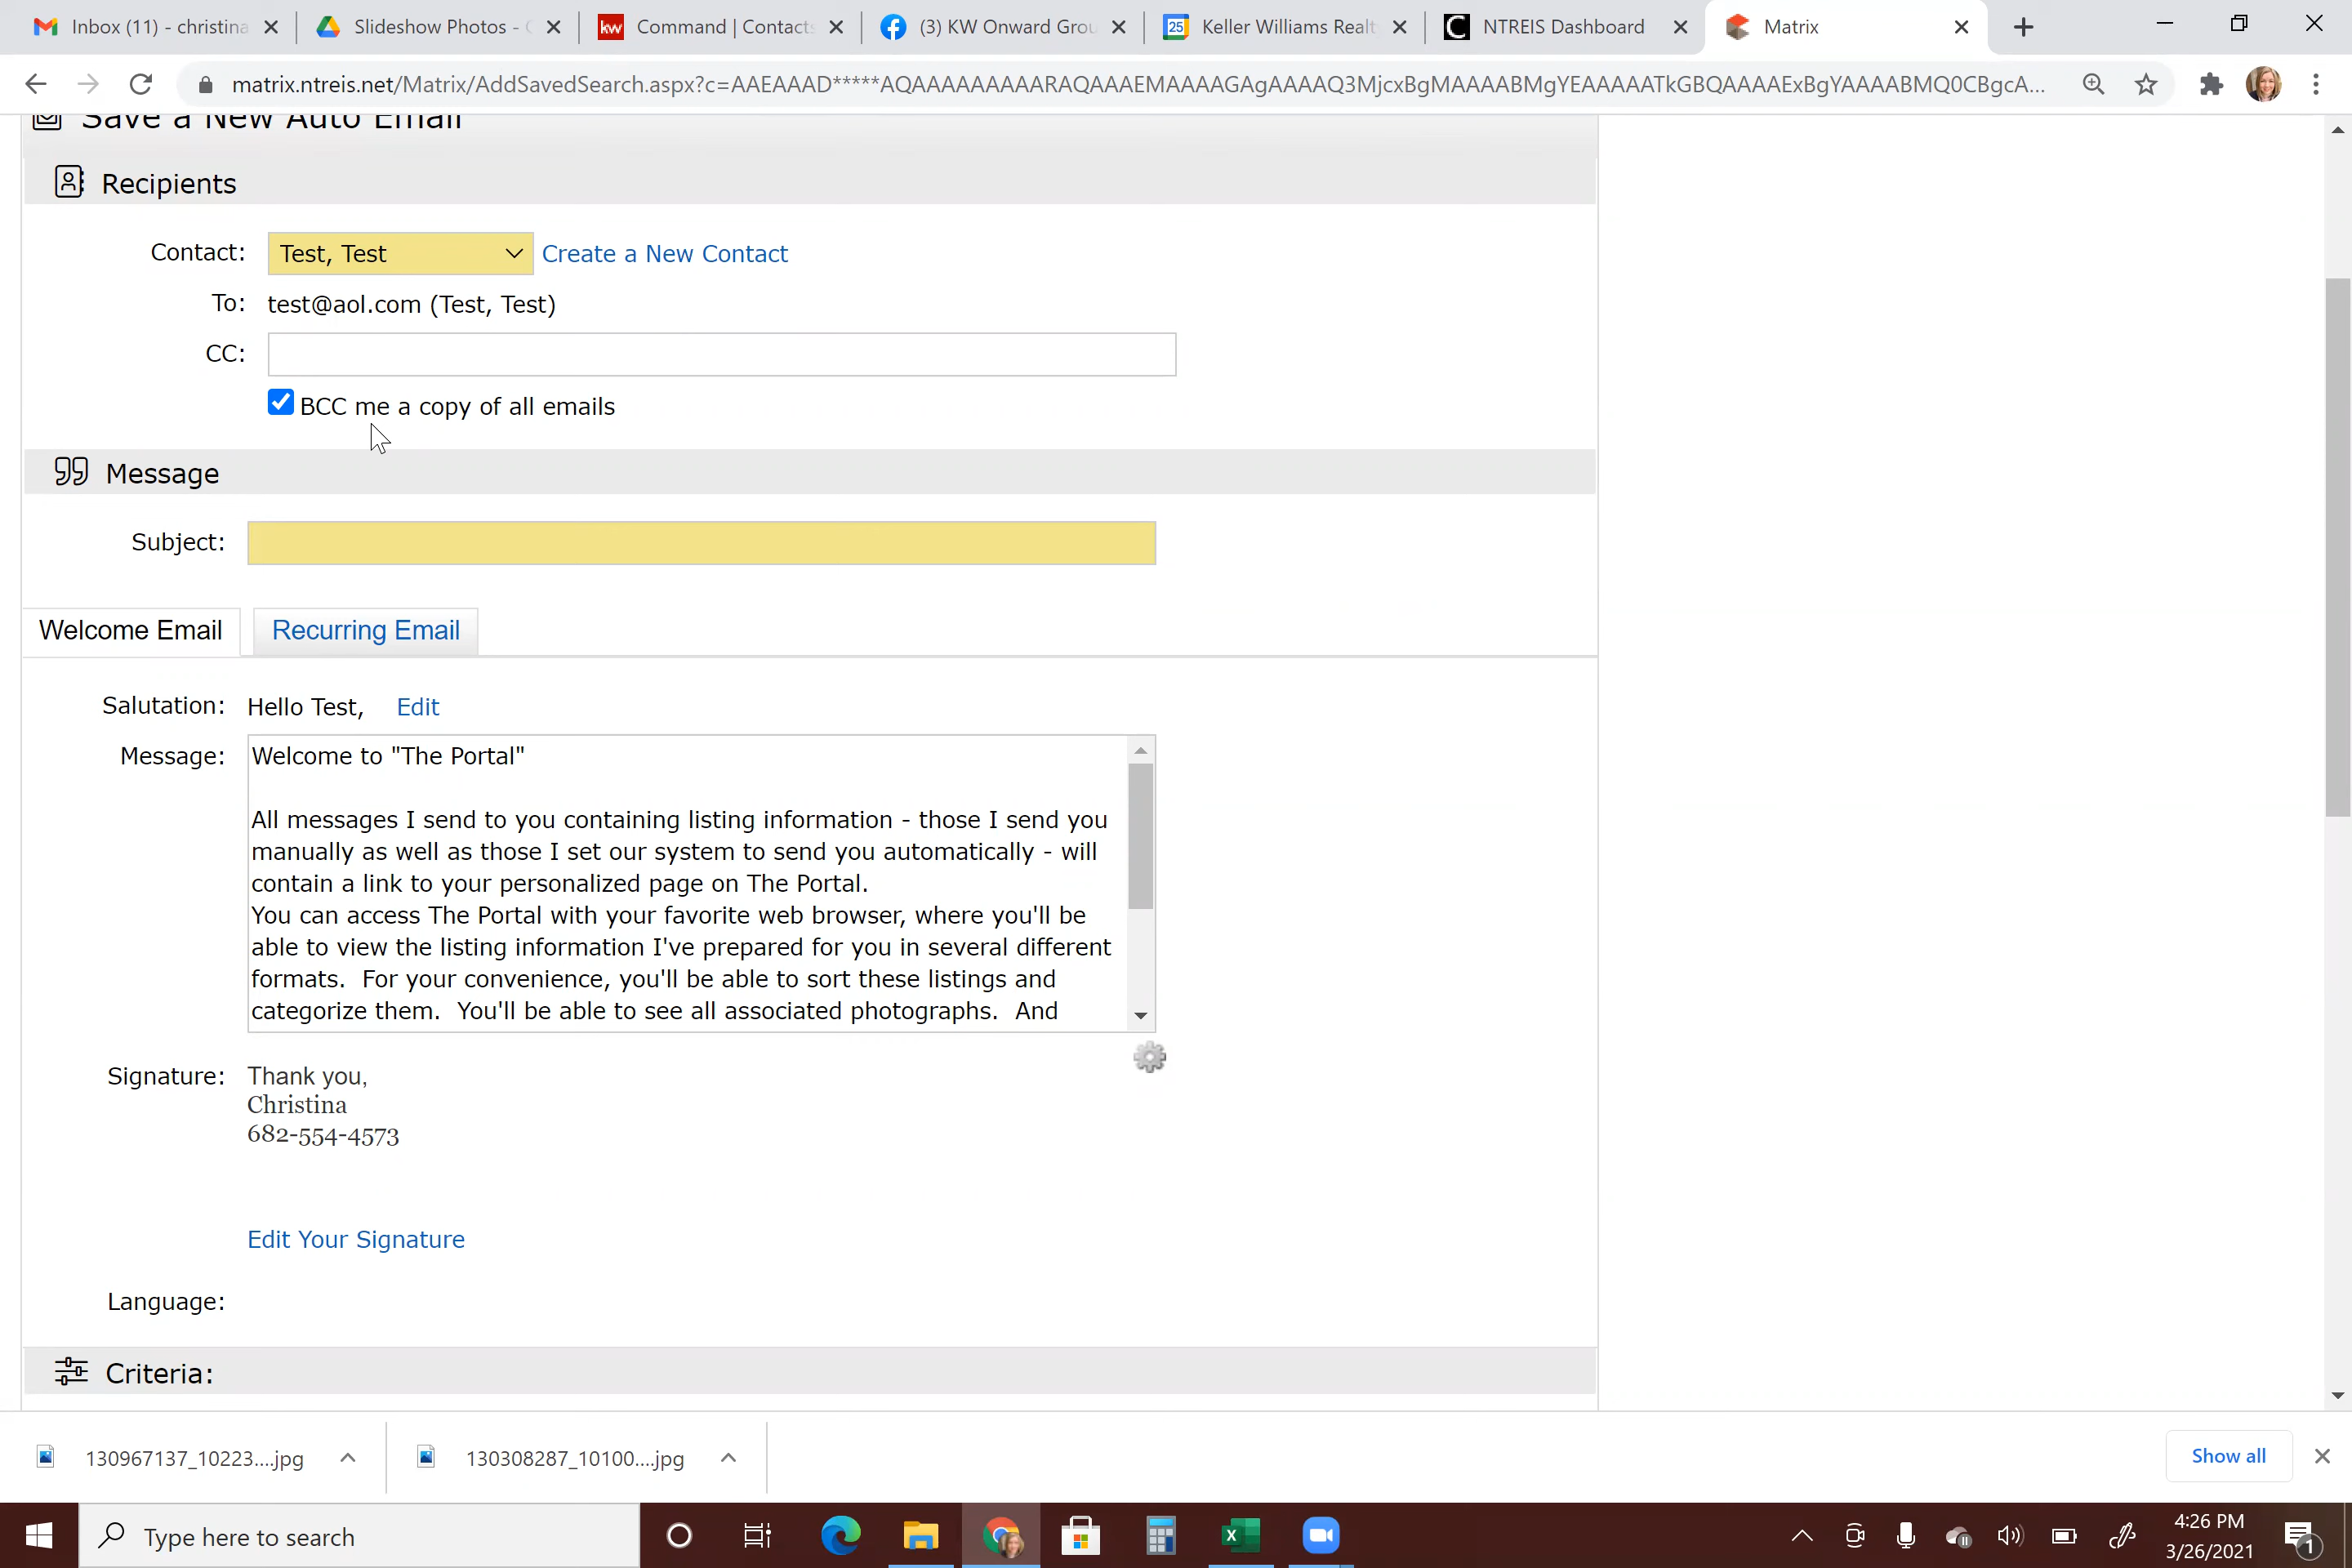 Inbox (11) - christina
Slideshow Photos - G
kw Command | Contacts
(3) KW Onward Grou
25 Keller Williams Realt
NTREIS Dashboard
Matrix
matrix.ntreis.net/Matrix/AddSavedSearch.aspx?c=AAEAAAD*****AQAAAAAAAAARAQAAAEMAAAAGAgAAAAQ3MjcxBgMAAAABMgYEAAAAATkGBQAAAAExBgYAAAABMQ0CBgcA...
Save a New Auto Email
Recipients
Contact: Test, Test Create a New Contact
To: test@aol.com (Test, Test)
CC:
BCC me a copy of all emails
Message
Subject:
Welcome Email Recurring Email
Salutation: Hello Test, Edit
Message: Welcome to "The Portal"
All messages I send to you containing listing information - those I send you
manually as well as those I set our system to send you automatically - will
contain a link to your personalized page on The Portal.
You can access The Portal with your favorite web browser, where you'll be
able to view the listing information I've prepared for you in several different
formats.  For your convenience, you'll be able to sort these listings and
categorize them.  You'll be able to see all associated photographs.  And
Signature: Thank you,
Christina
682-554-4573
Edit Your Signature
Language:
Criteria:
130967137_10223....jpg
130308287_10100....jpg
Show all
Type here to search
4:26 PM
3/26/2021
1